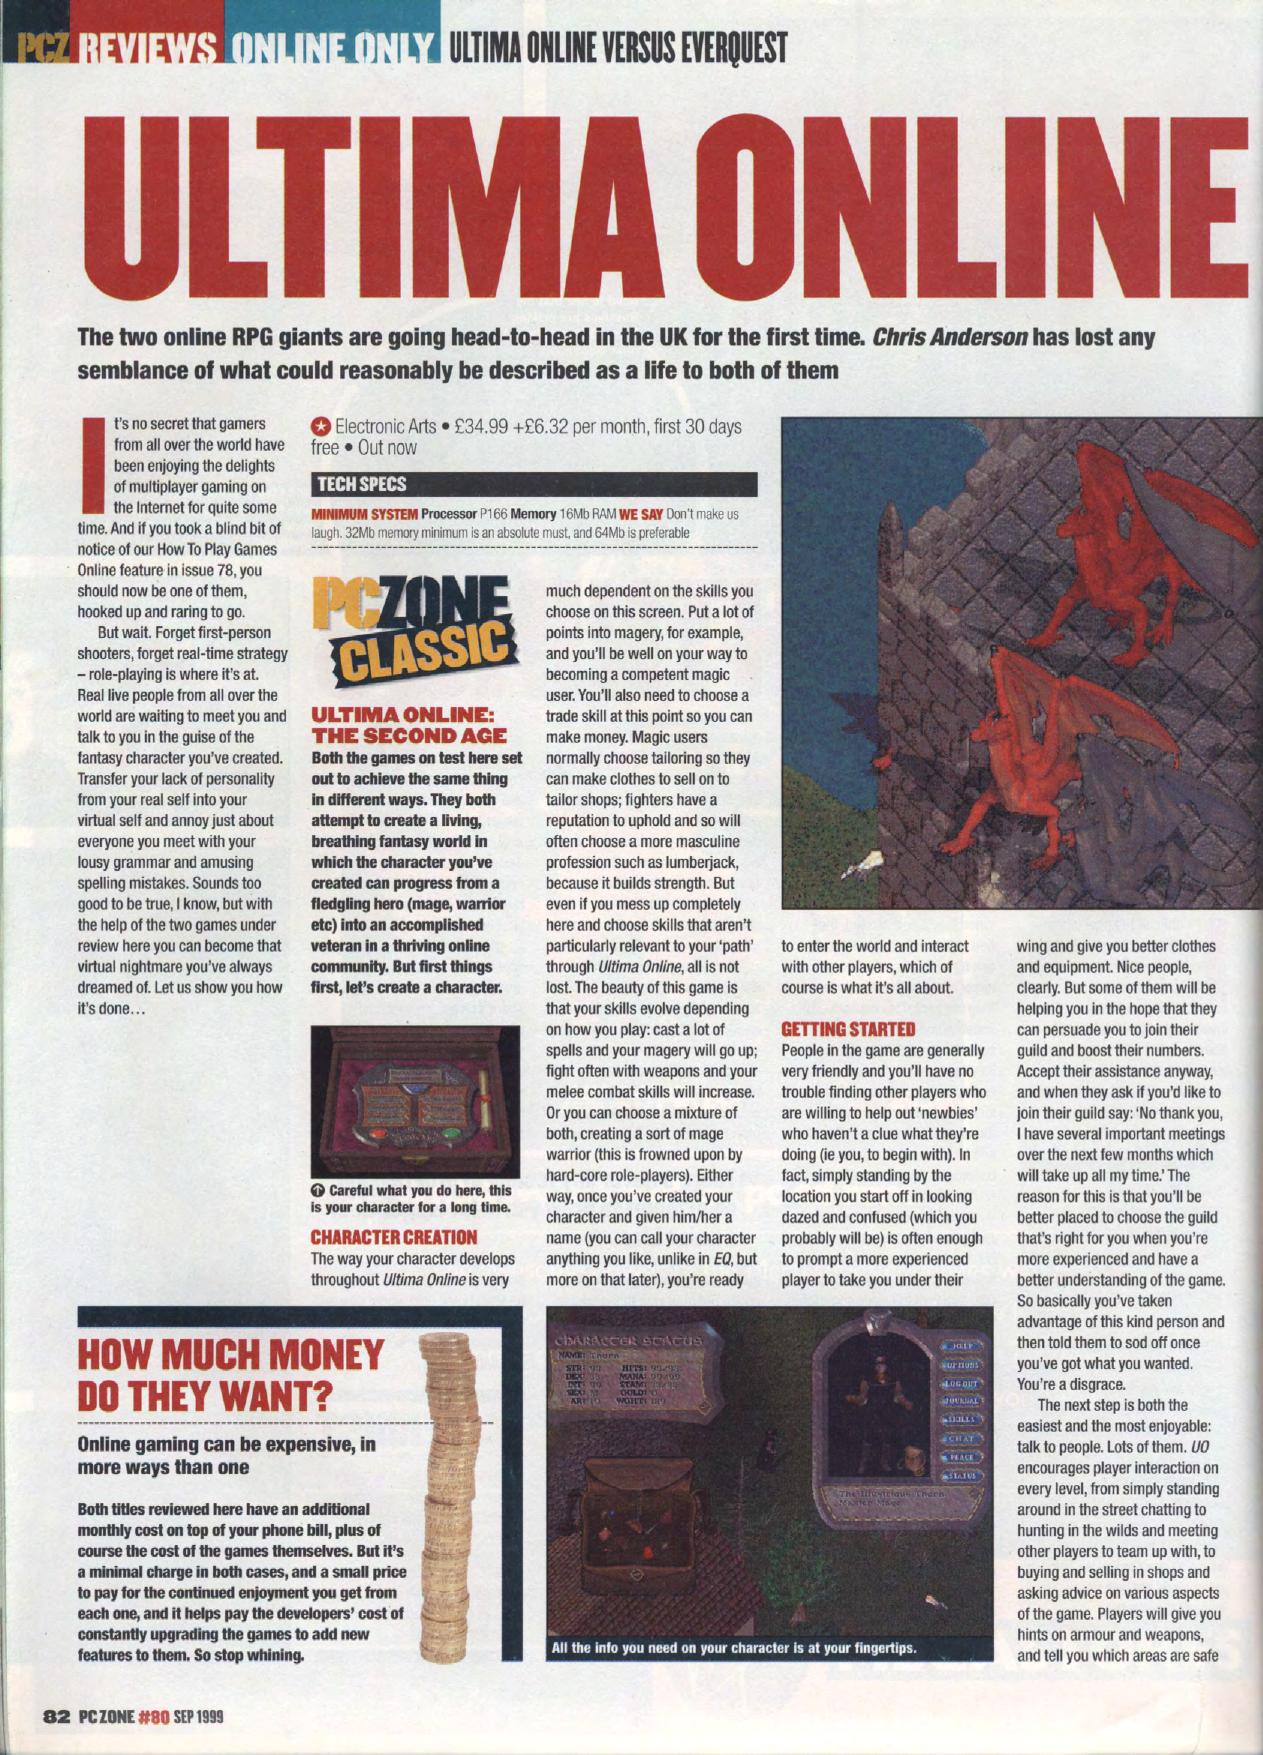 PCZ REVIEWS ONLINE ONLY ULTIMA ONLINE VERSUS EVERQUEST
ULTIMA ONLINE
The two online RPG giants are going head-to-head in the UK for the first time. Chris Anderson has lost any
semblance of what could reasonably be described as a life to both of them
It's no secret that gamers
from all over the world have
been enjoying the delights
of multiplayer gaming on
the Internet for quite some
time. And if you took a blind bit of
notice of our How To Play Games
Online feature in issue 78, you
should now be one of them,
hooked up and raring to go.
But wait. Forget first-person
shooters, forget real-time strategy
– role-playing is where it's at.
Real live people from all over the
world are waiting to meet you and
talk to you in the guise of the
fantasy character you've created.
Transfer your lack of personality
from your real self into your
virtual self and annoy just about
everyone you meet with your
lousy grammar and amusing
spelling mistakes. Sounds too
good to be true, I know, but with
the help of the two games under
review here you can become that
virtual nightmare you've always
dreamed of. Let us show you how
it's done...
Electronic Arts • £34.99 +£6.32 per month, first 30 days
free • Out now
TECH SPECS
MINIMUM SYSTEM Processor P166 Memory 16Mb RAM WE SAY Don't make us
laugh. 32Mb memory minimum is an absolute must, and 64Mb is preferable
PCZONE
CLASSIC
ULTIMA ONLINE:
THE SECOND AGE
Both the games on test here set
out to achieve the same thing
in different ways. They both
attempt to create a living,
breathing fantasy world in
which the character you've
created can progress from a
fledgling hero (mage, warrior
etc) into an accomplished
veteran in a thriving online
community. But first things
first, let's create a character.
Careful what you do here, this
is your character for a long time.
CHARACTER CREATION
The way your character develops
throughout Ultima Online is very
much dependent on the skills you
choose on this screen. Put a lot of
points into magery, for example,
and you'll be well on your way to
becoming a competent magic
user. You'll also need to choose a
trade skill at this point so you can
make money. Magic users
normally choose tailoring so they
can make clothes to sell on to
tailor shops; fighters have a
reputation to uphold and so will
often choose a more masculine
profession such as lumberjack,
because it builds strength. But
even if you mess up completely
here and choose skills that aren't
particularly relevant to your 'path'
through Ultima Online, all is not
lost. The beauty of this game is
that your skills evolve depending
on how you play: cast a lot of
spells and your magery will go up;
fight often with weapons and your
melee combat skills will increase.
Or you can choose a mixture of
both, creating a sort of mage
warrior (this is frowned upon by
hard-core role-players). Either
way, once you've created your
character and given him/her a
name (you can call your character
anything you like, unlike in EQ, but
more on that later), you're ready
to enter the world and interact
with other players, which of
course is what it's all about.
GETTING STARTED
People in the game are generally
very friendly and you'll have no
trouble finding other players who
are willing to help out 'newbies'
who haven't a clue what they're
doing (ie you, to begin with). In
fact, simply standing by the
location you start off in looking
dazed and confused (which you
probably will be) is often enough
to prompt a more experienced
player to take you under their
wing and give you better clothes
and equipment. Nice people,
clearly. But some of them will be
helping you in the hope that they
can persuade you to join their
guild and boost their numbers.
Accept their assistance anyway,
and when they ask if you'd like to
join their guild say: 'No thank you,
I have several important meetings
over the next few months which
will take up all my time.' The
reason for this is that you'll be
better placed to choose the guild
that's right for you when you're
more experienced and have a
better understanding of the game.
So basically you've taken
advantage of this kind person and
then told them to sod off once
you've got what you wanted.
You're a disgrace.
The next step is both the
easiest and the most enjoyable:
talk to people. Lots of them. UO
encourages player interaction on
every level, from simply standing
around in the street chatting to
hunting in the wilds and meeting
other players to team up with, to
buying and selling in shops and
asking advice on various aspects
of the game. Players will give you
hints on armour and weapons,
and tell you which areas are safe
HOW MUCH MONEY
DO THEY WANT?
Online gaming can be expensive, in
more ways than one
Both titles reviewed here have an additional
monthly cost on top of your phone bill, plus of
course the cost of the games themselves. But it's
a minimal charge in both cases, and a small price
to pay for the continued enjoyment you get from
each one, and it helps pay the developers' cost of
constantly upgrading the games to add new
features to them. So stop whining.
CHARACTER STATUS
NAME: Thorn
HELP
OPTIONS
LOG OUT
JOURNAL
SKILLS
CHAT
PEACE
STATUS
The Illustrious Thorn
Master Mage
All the info you need on your character is at your fingertips.
82 PC ZONE #80 SEP 1999